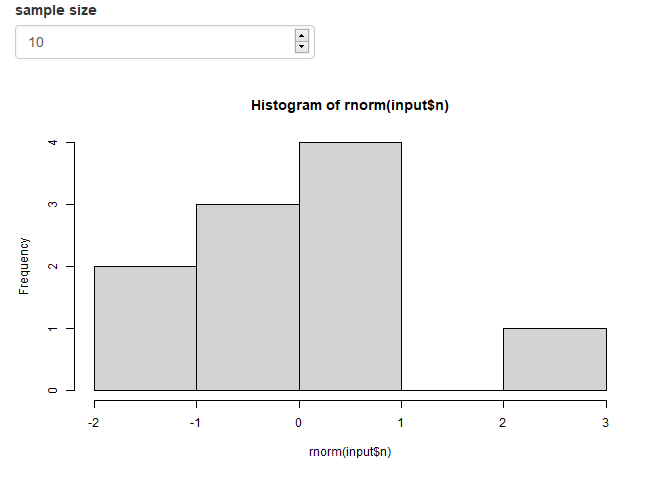 sample size
10
Histogram of rnorm(input$n)
4
3
2
1
0
Frequency
-2 -1 0 1 2 3
rnorm(input$n)